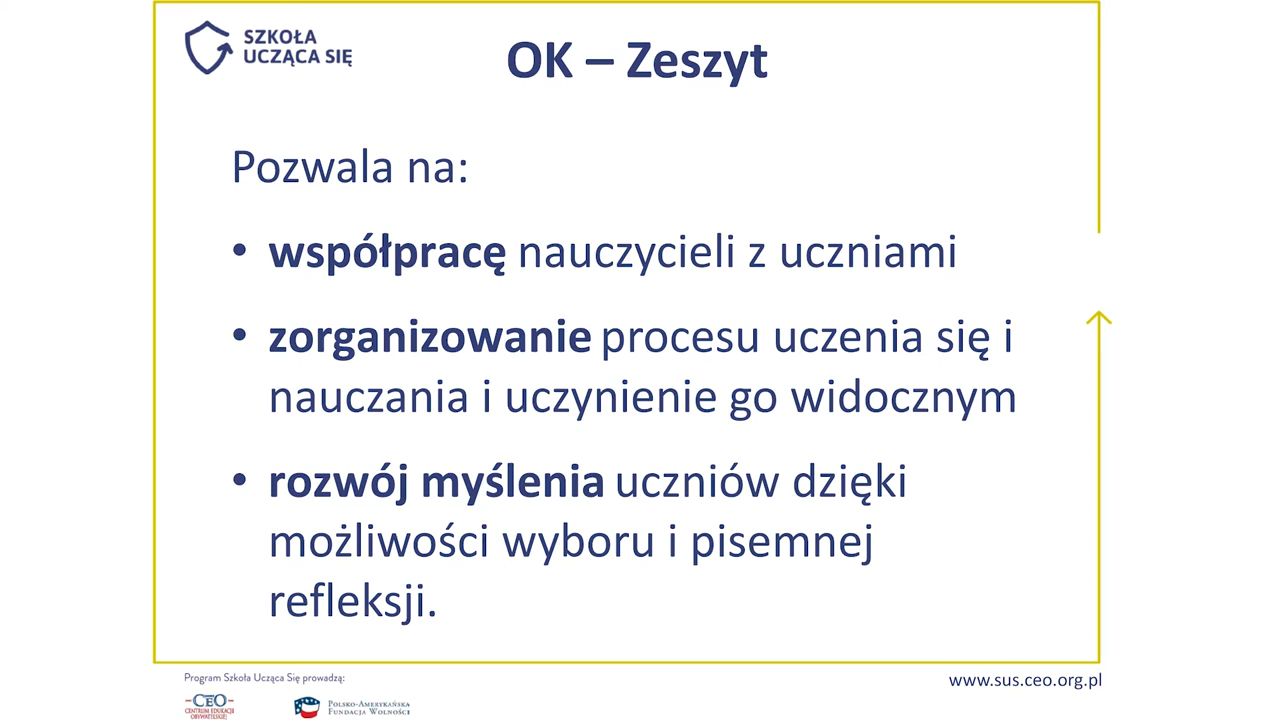 SZKOŁA
UCZĄCA SIĘ
OK – Zeszyt
Pozwala na:
• współpracę nauczycieli z uczniami
• zorganizowanie procesu uczenia się i
nauczania i uczynienie go widocznym
• rozwój myślenia uczniów dzięki
możliwości wyboru i pisemnej
refleksji.
Program Szkoła Ucząca Się prowadzą:
www.sus.ceo.org.pl
CEO
CENTRUM EDUKACJI
OBYWATELSKIEJ
POLSKO-AMERYKAŃSKA
FUNDACJA WOLNOŚCI